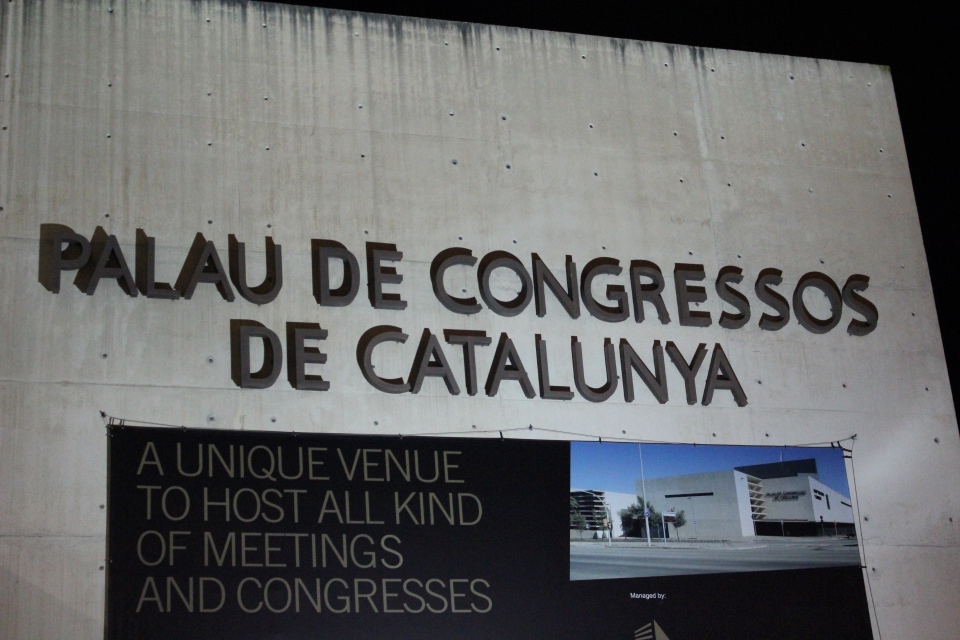 PALAU DE CONGRESSOS
DE CATALUNYA
A UNIQUE VENUE
TO HOST ALL KIND
OF MEETINGS
AND CONGRESSES
Managed by: